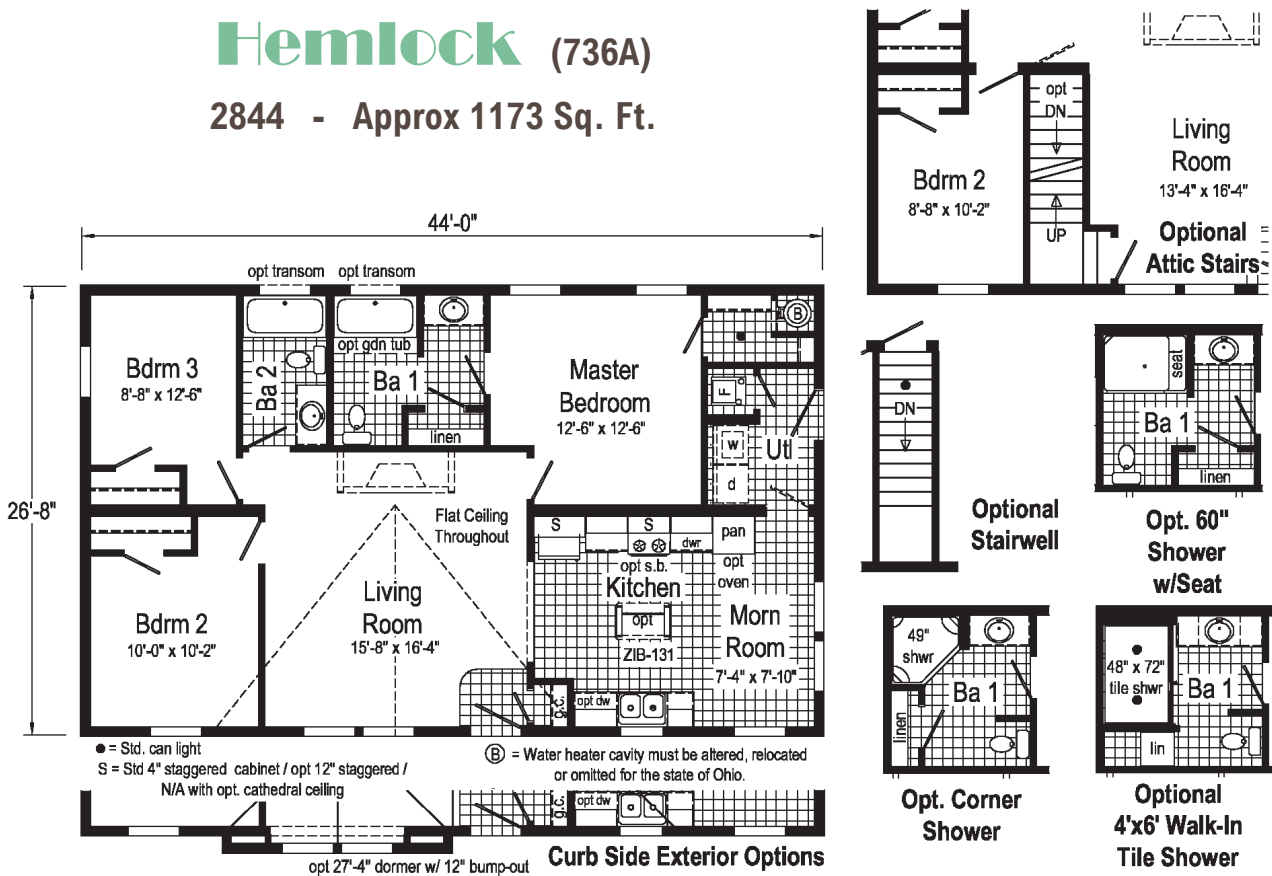 Hemlock (736A)
2844 - Approx 1173 Sq. Ft.
44'-0"
26'-8"
opt transom
opt transom
Bdrm 3
8'-8" x 12'-6"
Ba 2
opt gdn tub
Ba 1
linen
Master
Bedroom
12'-6" x 12'-6"
B
F
w
d
Utl
Bdrm 2
10'-0" x 10'-2"
Flat Ceiling
Throughout
Living
Room
15'-8" x 16'-4"
S
S
dwr
pan
opt s.b.
opt
oven
Kitchen
opt
ZIB-131
Morn
Room
7'-4" x 7'-10"
g.c.
opt dw
= Std. can light
S = Std 4" staggered cabinet / opt 12" staggered /
N/A with opt. cathedral ceiling
B = Water heater cavity must be altered, relocated
or omitted for the state of Ohio.
g.c.
opt dw
opt 27'-4" dormer w/ 12" bump-out
Curb Side Exterior Options
opt
DN
UP
Bdrm 2
8'-8" x 10'-2"
Living
Room
13'-4" x 16'-4"
Optional
Attic Stairs
DN
Optional
Stairwell
seat
Ba 1
linen
Opt. 60"
Shower
w/Seat
49"
shwr
Ba 1
linen
Opt. Corner
Shower
48" x 72"
tile shwr
Ba 1
lin
Optional
4'x6' Walk-In
Tile Shower